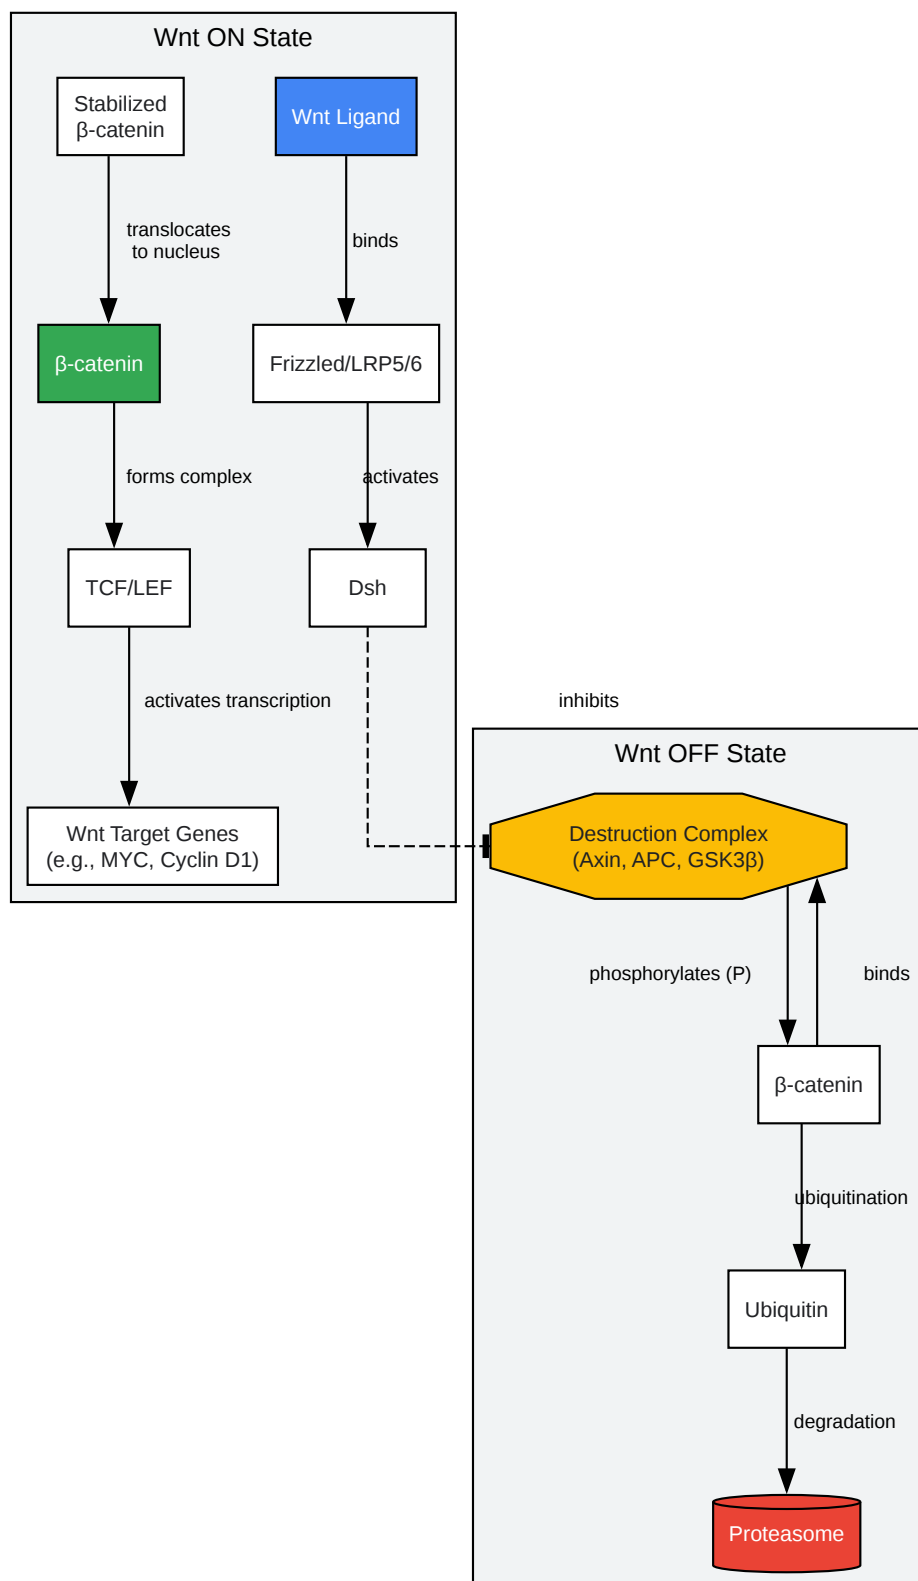 Wnt ON State
Stabilized
β-catenin
Wnt Ligand
translocates
to nucleus
binds
β-catenin
Frizzled/LRP5/6
forms complex
activates
TCF/LEF
Dsh
activates transcription
inhibits
Wnt Target Genes
(e.g., MYC, Cyclin D1)
Wnt OFF State
Destruction Complex
(Axin, APC, GSK3β)
phosphorylates (P)
binds
β-catenin
ubiquitination
Ubiquitin
degradation
Proteasome